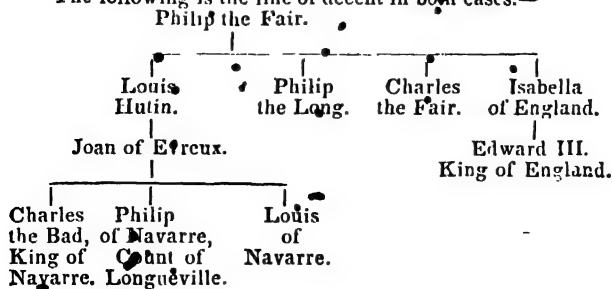 The following is the line of decent in both cases.—
Philip the Fair.
Louis Philip Charles Isabella
Hutin. the Long. the Fair. of England.
Joan of Evreux. Edward III.
King of England.
Charles Philip Louis
the Bad, of Navarre, of
King of Count of Navarre.
Navarre. Longueville.